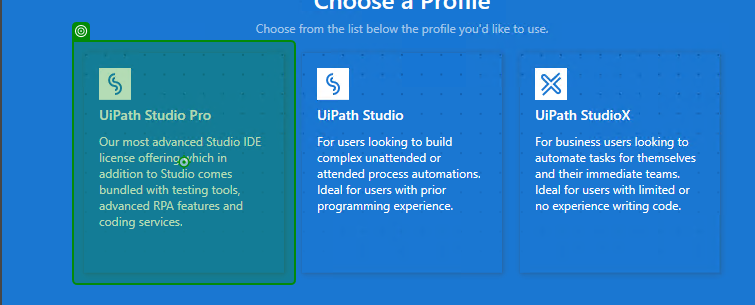 Choose a Profile
Choose from the list below the profile you'd like to use.
UiPath Studio Pro
Our most advanced Studio IDE
license offering which in
addition to Studio comes
bundled with testing tools,
advanced RPA features and
coding services.
UiPath Studio
For users looking to build
complex unattended or
attended process automations.
Ideal for users with prior
programming experience.
UiPath StudioX
For business users looking to
automate tasks for themselves
and their immediate teams.
Ideal for users with limited or
no experience writing code.